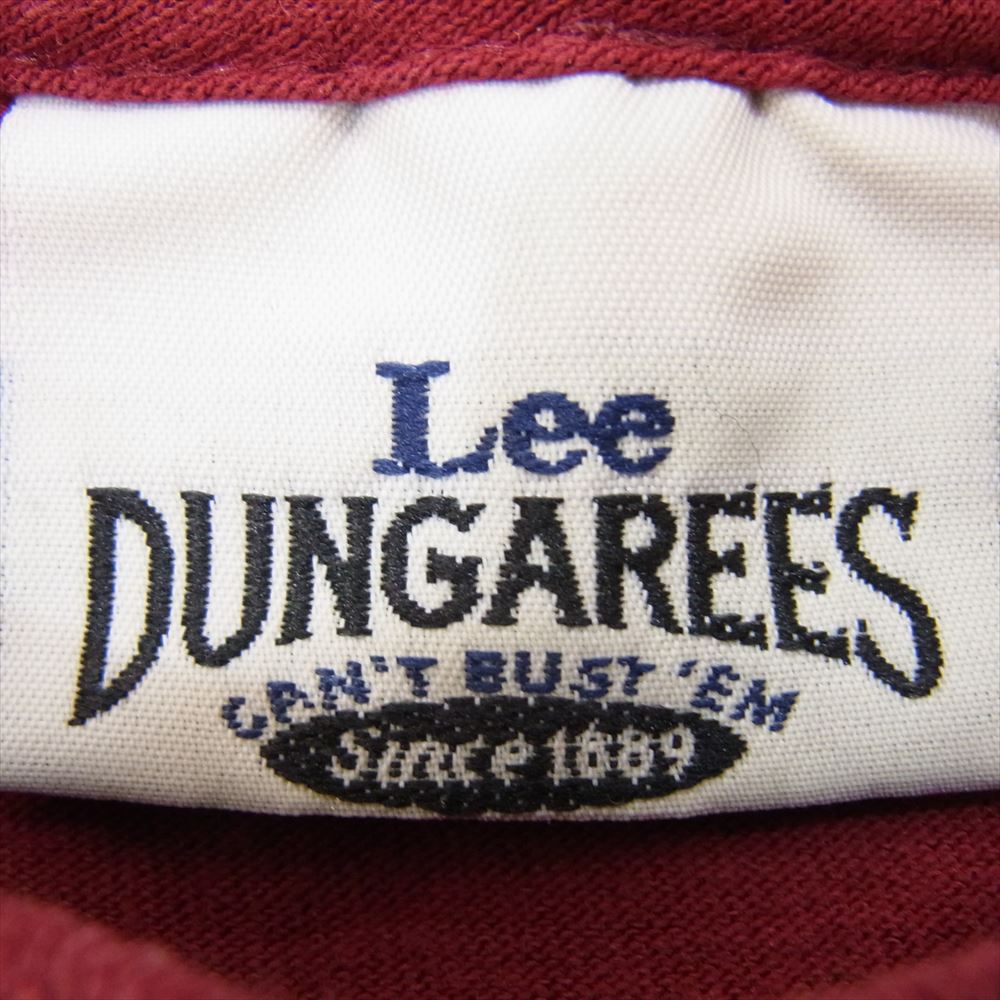 Lee
DUNGAREES
CAN'T BUST 'EM
Since 1889